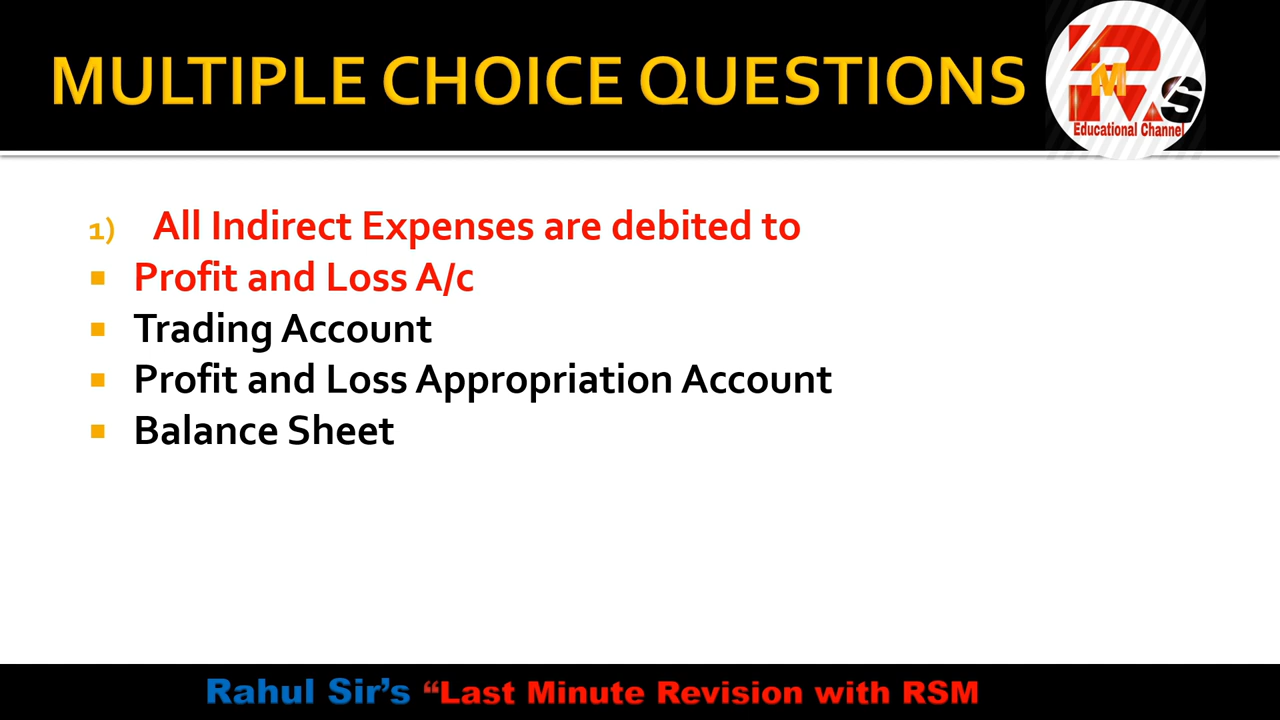 MULTIPLE CHOICE QUESTIONS
RMS
Educational Channel
1) All Indirect Expenses are debited to
Profit and Loss A/c
Trading Account
Profit and Loss Appropriation Account
Balance Sheet
Rahul Sir's “Last Minute Revision with RSM